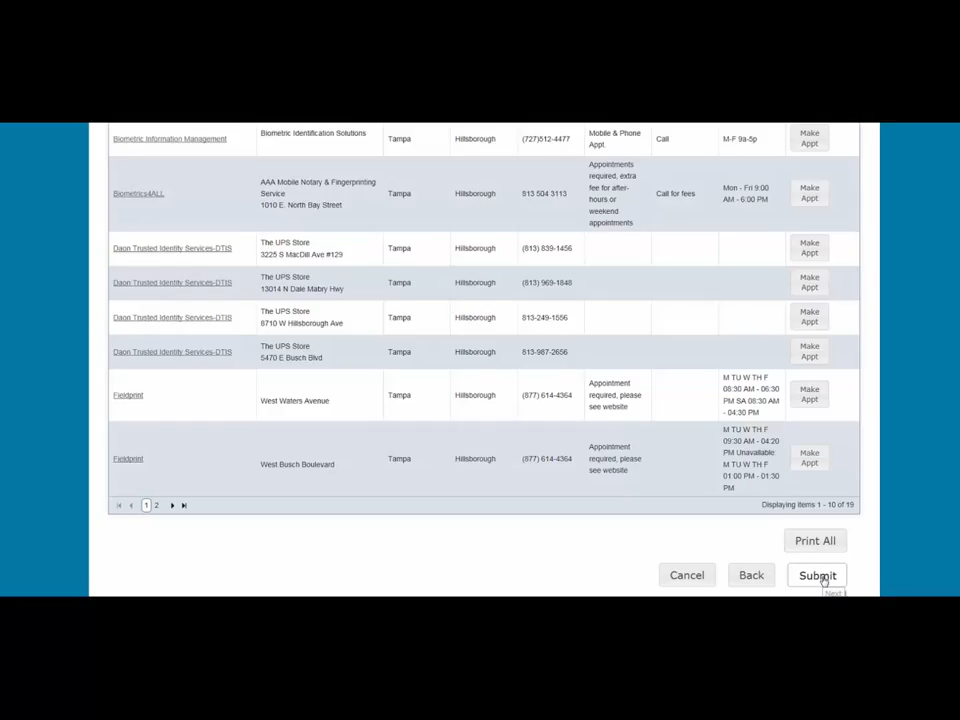 Biometric Information Management Biometric Identification Solutions Tampa Hillsborough (727)512-4477 Mobile & Phone Appt. Call M-F 9a-5p Make Appt
Biometrics4ALL AAA Mobile Notary & Fingerprinting Service 1010 E. North Bay Street Tampa Hillsborough 813 504 3113 Appointments required, extra fee for after-hours or weekend appointments Call for fees Mon - Fri 9:00 AM - 6:00 PM Make Appt
Daon Trusted Identity Services-DTIS The UPS Store 3225 S MacDill Ave #129 Tampa Hillsborough (813) 839-1456 Make Appt
Daon Trusted Identity Services-DTIS The UPS Store 13014 N Dale Mabry Hwy Tampa Hillsborough (813) 969-1848 Make Appt
Daon Trusted Identity Services-DTIS The UPS Store 8710 W Hillsborough Ave Tampa Hillsborough 813-249-1556 Make Appt
Daon Trusted Identity Services-DTIS The UPS Store 5470 E Busch Blvd Tampa Hillsborough 813-987-2656 Make Appt
Fieldprint West Waters Avenue Tampa Hillsborough (877) 614-4364 Appointment required, please see website M TU W TH F 08:30 AM - 06:30 PM SA 08:30 AM - 04:30 PM Make Appt
Fieldprint West Busch Boulevard Tampa Hillsborough (877) 614-4364 Appointment required, please see website M TU W TH F 09:30 AM - 04:20 PM Unavailable: M TU W TH F 01:00 PM - 01:30 PM Make Appt
1 2 Displaying items 1 - 10 of 19
Print All
Cancel Back Submit
Next